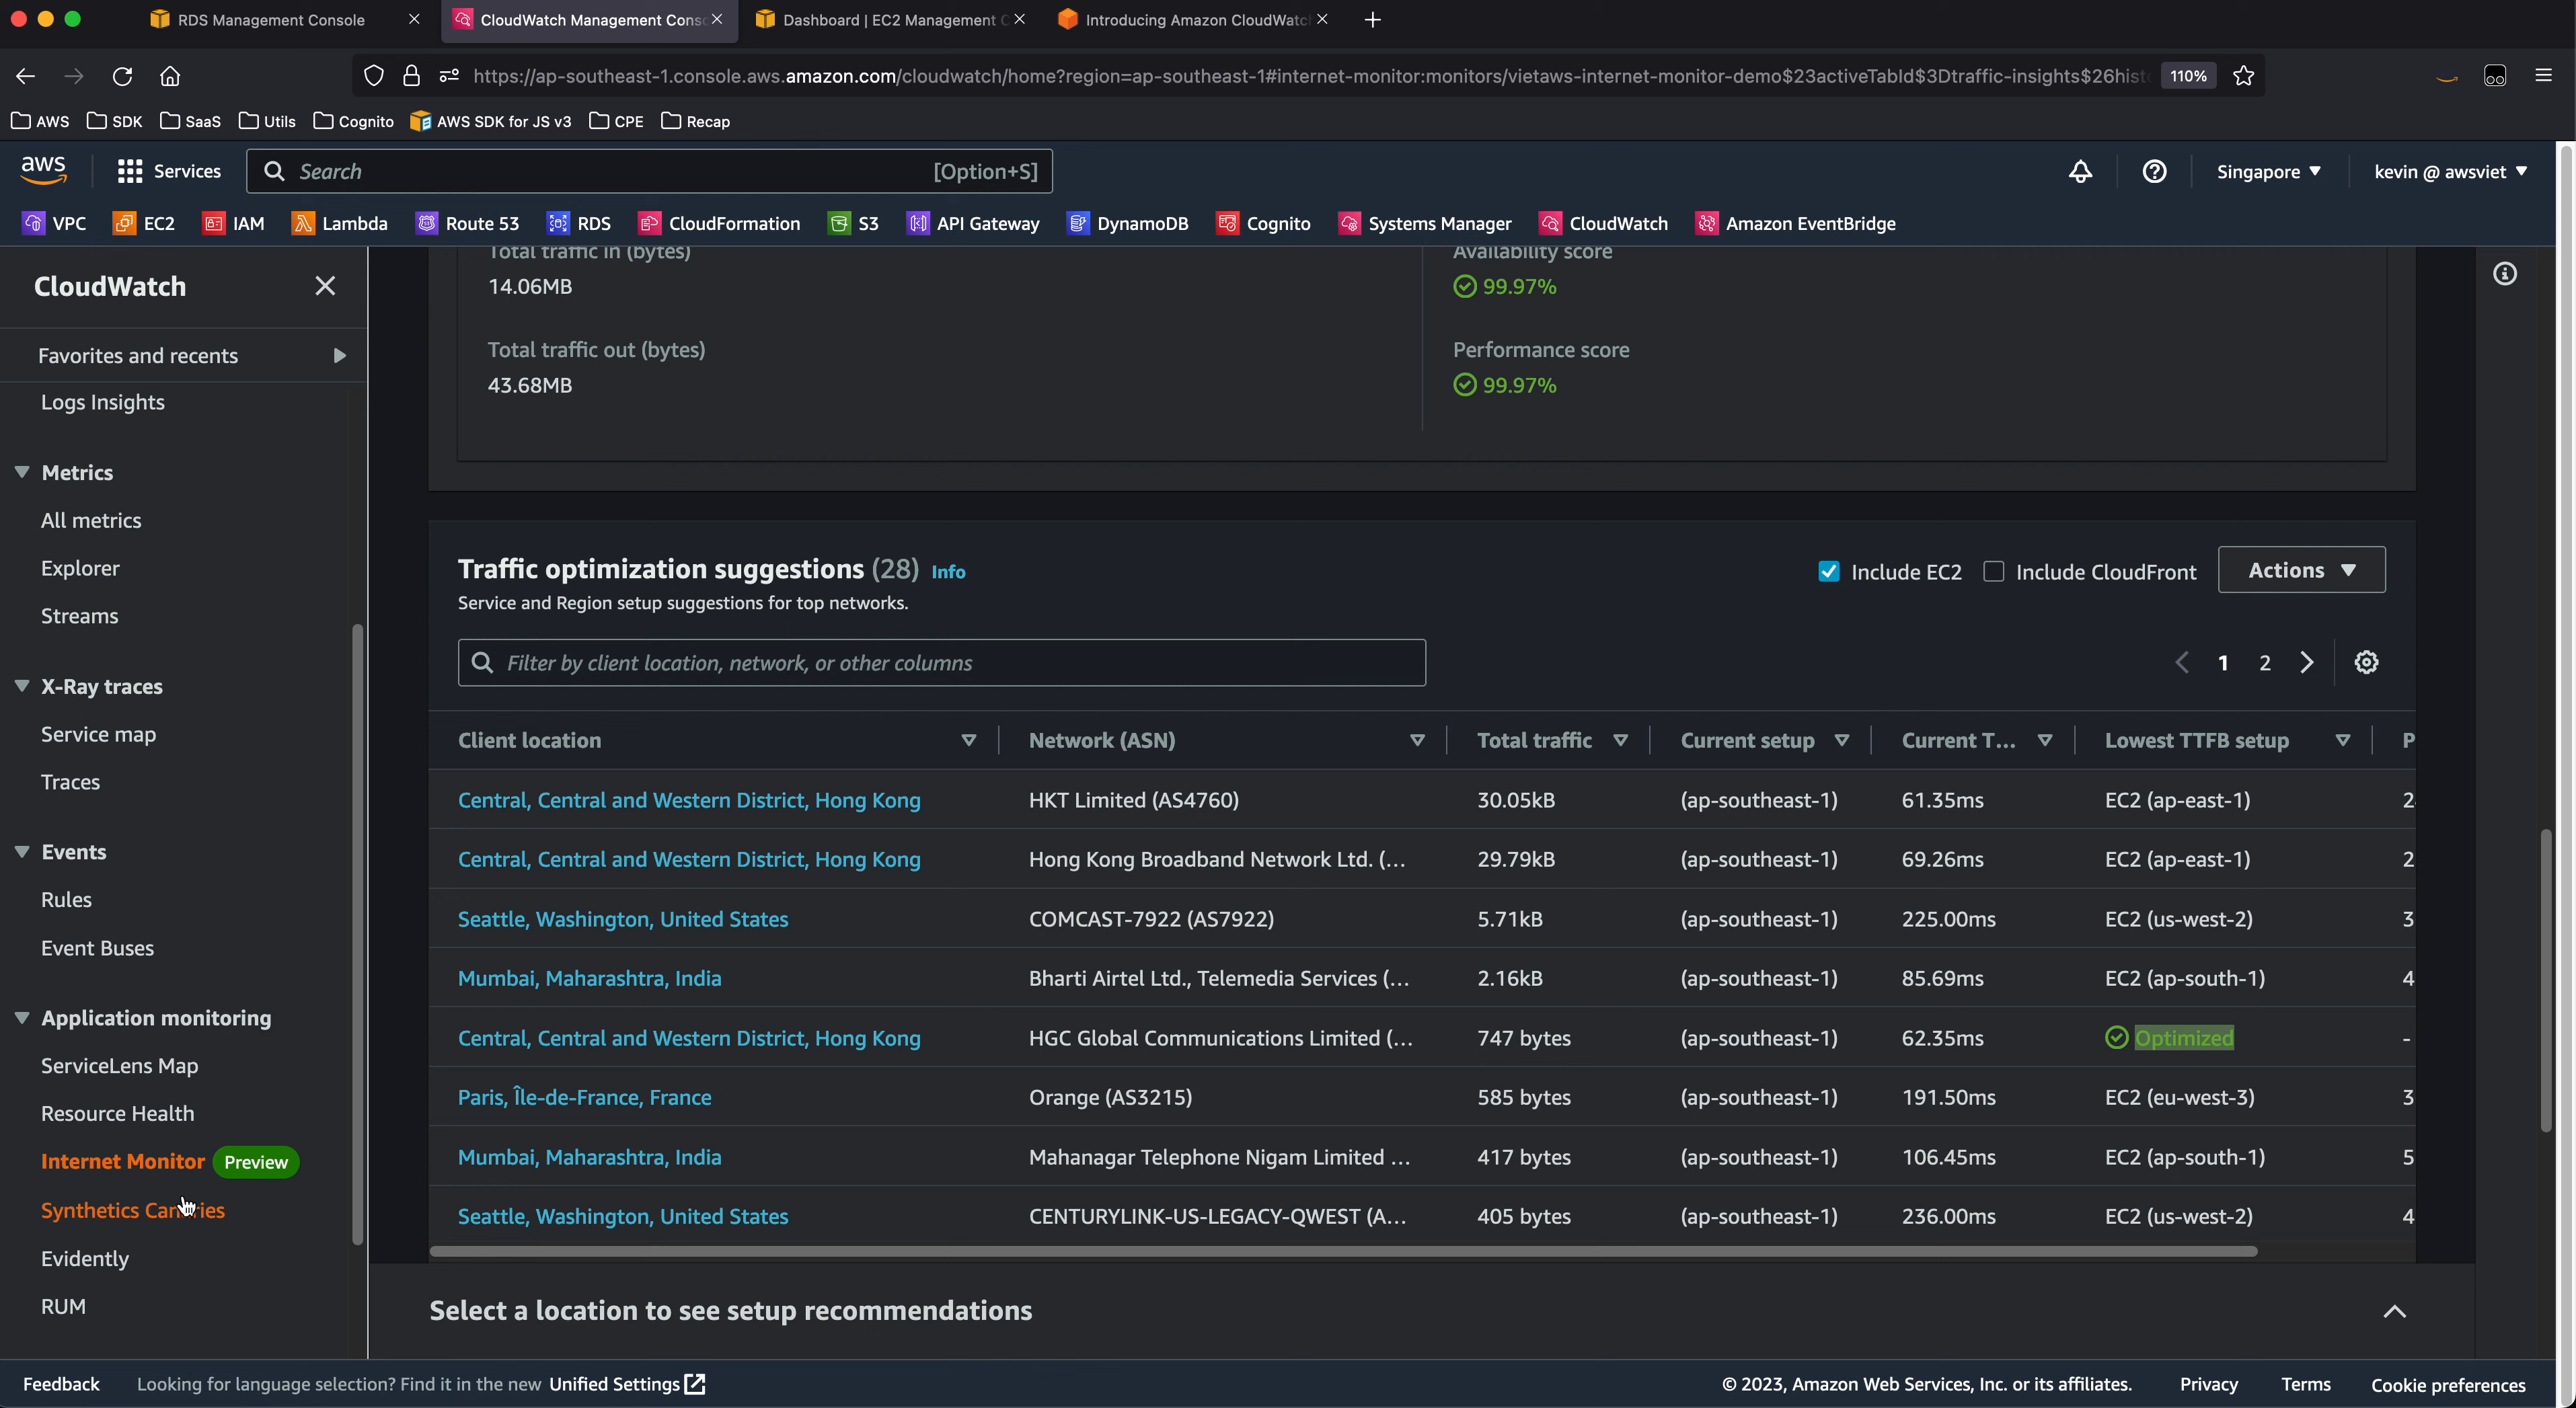 RDS Management Console
CloudWatch Management Cons
Dashboard | EC2 Management C
Introducing Amazon CloudWatc
https://ap-southeast-1.console.aws.amazon.com/cloudwatch/home?region=ap-southeast-1#internet-monitor:monitors/vietaws-internet-monitor-demo$23activeTabId$3Dtraffic-insights$26hist
110%
AWS SDK SaaS Utils Cognito AWS SDK for JS v3 CPE Recap
aws Services Search [Option+S] Singapore kevin @ awsviet
VPC EC2 IAM Lambda Route 53 RDS CloudFormation S3 API Gateway DynamoDB Cognito Systems Manager CloudWatch Amazon EventBridge
CloudWatch
Favorites and recents
Logs Insights
Metrics
All metrics
Explorer
Streams
X-Ray traces
Service map
Traces
Events
Rules
Event Buses
Application monitoring
ServiceLens Map
Resource Health
Internet Monitor Preview
Synthetics Canaries
Evidently
RUM
Total traffic in (bytes)
14.06MB
Total traffic out (bytes)
43.68MB
Availability score
99.97%
Performance score
99.97%
Traffic optimization suggestions (28) Info
Service and Region setup suggestions for top networks.
Include EC2 Include CloudFront Actions
Filter by client location, network, or other columns
1 2
Client location Network (ASN) Total traffic Current setup Current T... Lowest TTFB setup P
Central, Central and Western District, Hong Kong HKT Limited (AS4760) 30.05kB (ap-southeast-1) 61.35ms EC2 (ap-east-1) 2
Central, Central and Western District, Hong Kong Hong Kong Broadband Network Ltd. (... 29.79kB (ap-southeast-1) 69.26ms EC2 (ap-east-1) 2
Seattle, Washington, United States COMCAST-7922 (AS7922) 5.71kB (ap-southeast-1) 225.00ms EC2 (us-west-2) 3
Mumbai, Maharashtra, India Bharti Airtel Ltd., Telemedia Services (... 2.16kB (ap-southeast-1) 85.69ms EC2 (ap-south-1) 4
Central, Central and Western District, Hong Kong HGC Global Communications Limited (... 747 bytes (ap-southeast-1) 62.35ms Optimized -
Paris, Île-de-France, France Orange (AS3215) 585 bytes (ap-southeast-1) 191.50ms EC2 (eu-west-3) 3
Mumbai, Maharashtra, India Mahanagar Telephone Nigam Limited ... 417 bytes (ap-southeast-1) 106.45ms EC2 (ap-south-1) 5
Seattle, Washington, United States CENTURYLINK-US-LEGACY-QWEST (A... 405 bytes (ap-southeast-1) 236.00ms EC2 (us-west-2) 4
Select a location to see setup recommendations
Feedback Looking for language selection? Find it in the new Unified Settings © 2023, Amazon Web Services, Inc. or its affiliates. Privacy Terms Cookie preferences